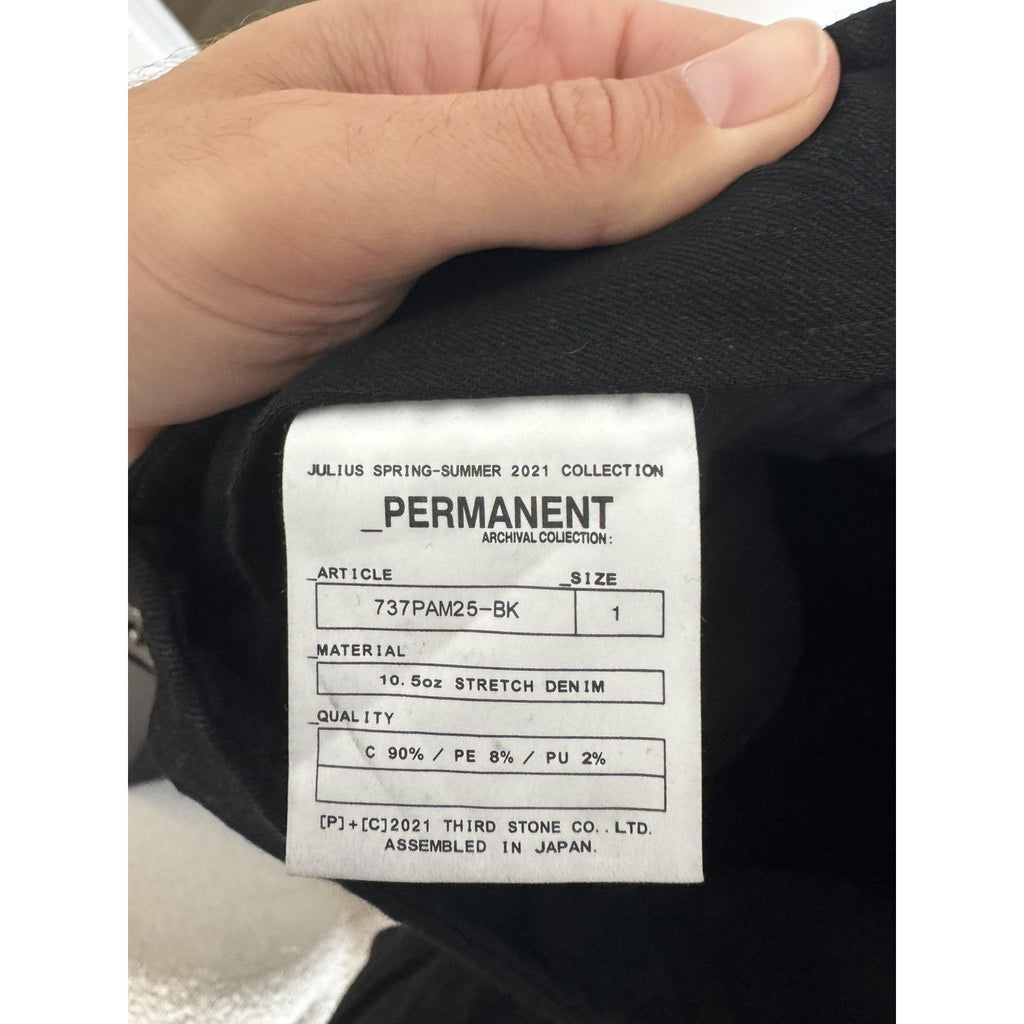 JULIUS SPRING-SUMMER 2021 COLLECTION
_PERMANENT
ARCHIVAL COLLECTION:
_ARTICLE _SIZE
737PAM25-BK 1
_MATERIAL
10.5oz STRETCH DENIM
_QUALITY
C 90% / PE 8% / PU 2%
[P]+[C]2021 THIRD STONE CO.,LTD.
ASSEMBLED IN JAPAN.